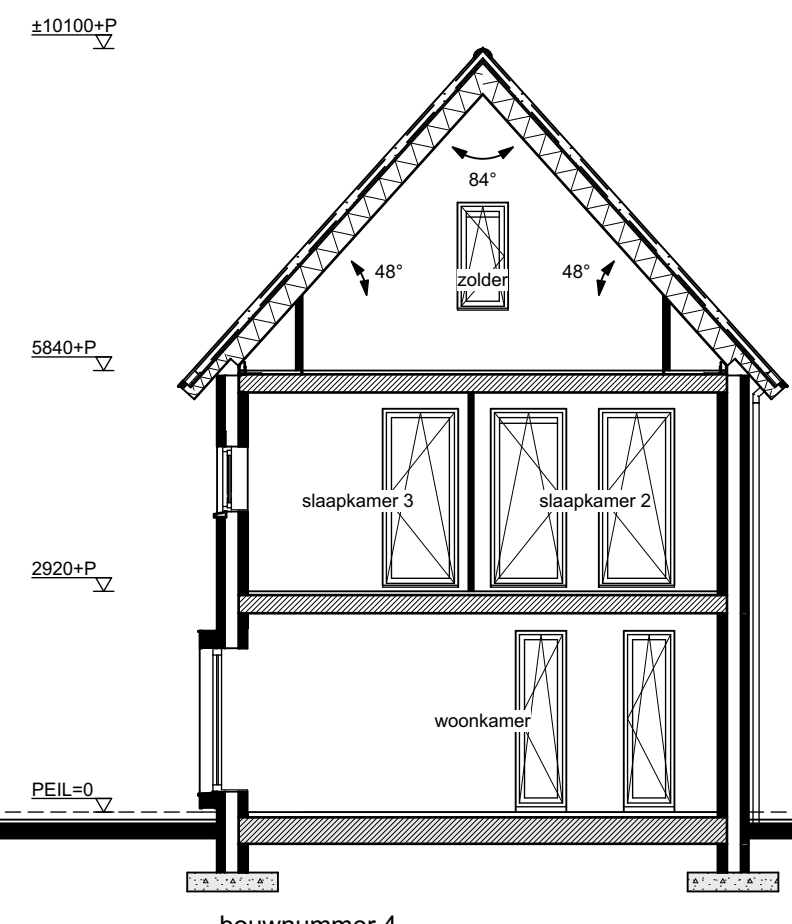 ±10100+P
84°
48°
zolder
48°
5840+P
slaapkamer 3
slaapkamer 2
2920+P
woonkamer
PEIL=0
bouwnummer 4